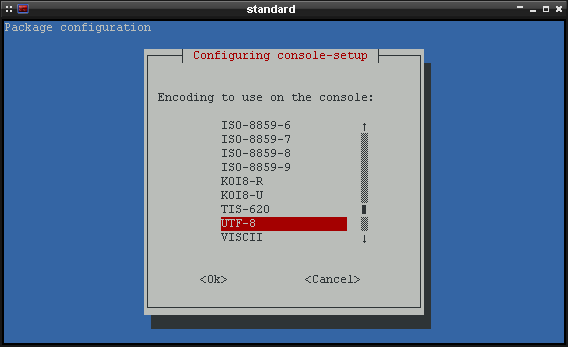 standard
Package configuration
Configuring console-setup
Encoding to use on the console:
ISO-8859-6
ISO-8859-7
ISO-8859-8
ISO-8859-9
KOI8-R
KOI8-U
TIS-620
UTF-8
VISCII
<Ok> <Cancel>